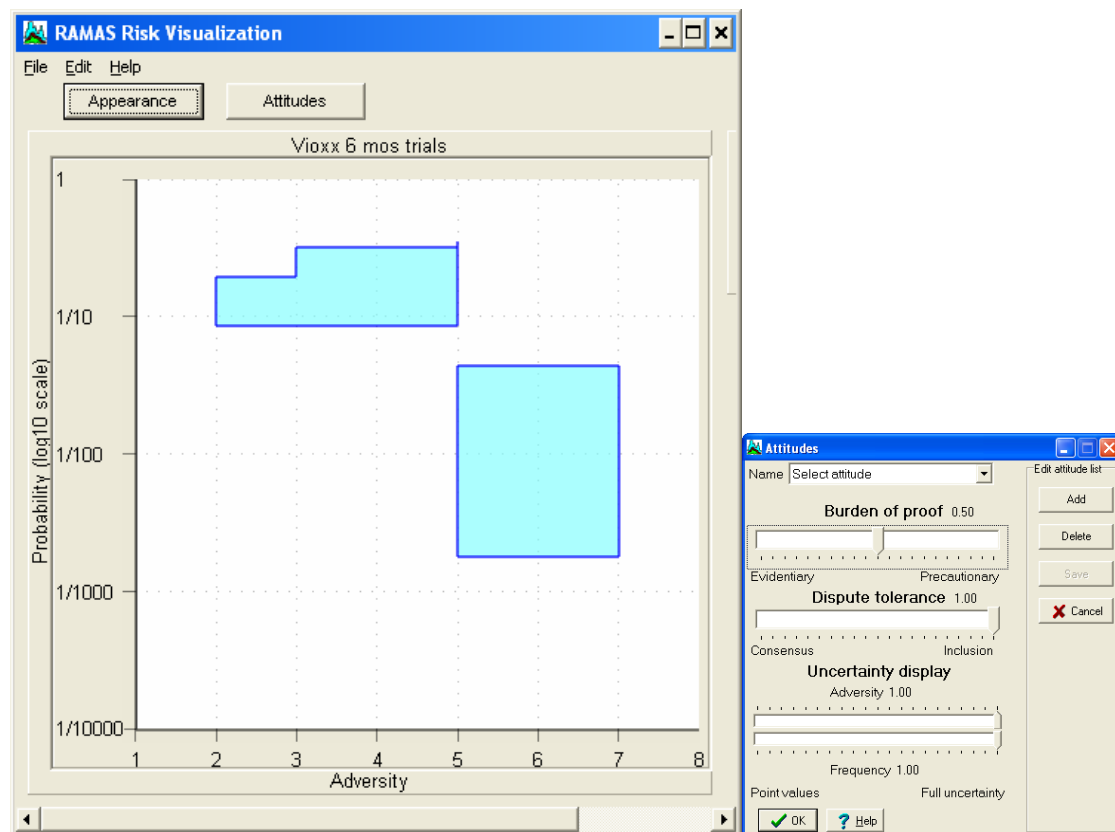 RAMAS Risk Visualization
File Edit Help
Appearance Attitudes
Vioxx 6 mos trials
1
1/10
1/100
1/1000
1/10000
Probability (log10 scale)
1 2 3 4 5 6 7 8
Adversity
Attitudes
Name Select attitude
Edit attitude list
Add
Delete
Save
Cancel
Burden of proof 0.50
Evidentiary Precautionary
Dispute tolerance 1.00
Consensus Inclusion
Uncertainty display
Adversity 1.00
Frequency 1.00
Point values Full uncertainty
OK ? Help